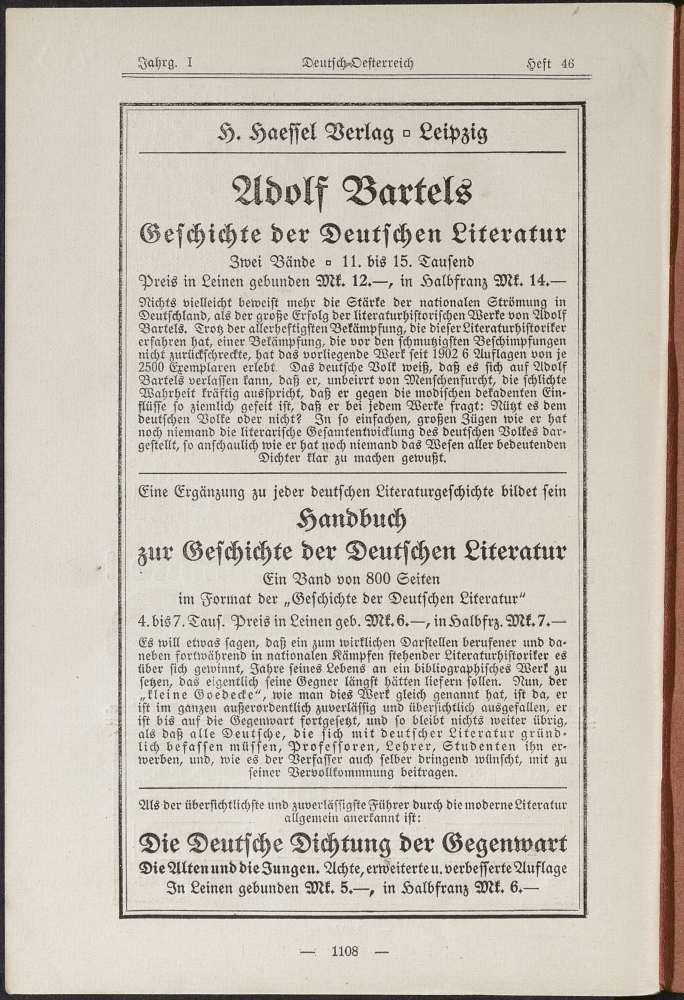 Jahrg. I Deutsch-Oesterreich Heft 46
H. Haessel Verlag ▫ Leipzig
Adolf Bartels
Geschichte der Deutschen Literatur
Zwei Bände ▫ 11. bis 15. Tausend
Preis in Leinen gebunden Mk. 12.—, in Halbfranz Mk. 14.—
Nichts vielleicht beweist mehr die Stärke der nationalen Strömung in
Deutschland, als der große Erfolg der literaturhistorischen Werke von Adolf
Bartels. Trotz der allerheftigsten Bekämpfung, die dieser Literaturhistoriker
erfahren hat, einer Bekämpfung, die vor den schmutzigsten Beschimpfungen
nicht zurückschreckte, hat das vorliegende Werk seit 1902 6 Auflagen von je
2500 Exemplaren erlebt. Das deutsche Volk weiß, daß es sich auf Adolf
Bartels verlassen kann, daß er, unbeirrt von Menschenfurcht, die schlichte
Wahrheit kräftig ausspricht, daß er gegen die modischen dekadenten Ein-
flüsse so ziemlich gefeit ist, daß er bei jedem Werke fragt: Nützt es dem
deutschen Volke oder nicht? In so einfachen, großen Zügen wie er hat
noch niemand die literarische Gesamtentwicklung des deutschen Volkes dar-
gestellt, so anschaulich wie er hat noch niemand das Wesen aller bedeutenden
Dichter klar zu machen gewußt.
Eine Ergänzung zu jeder deutschen Literaturgeschichte bildet sein
Handbuch
zur Geschichte der Deutschen Literatur
Ein Band von 800 Seiten
im Format der „Geschichte der Deutschen Literatur“
4. bis 7. Taus. Preis in Leinen geb. Mk. 6.—, in Halbfrz. Mk. 7.—
Es will etwas sagen, daß ein zum wirklichen Darstellen berufener und da-
neben fortwährend in nationalen Kämpfen stehender Literaturhistoriker es
über sich gewinnt, Jahre seines Lebens an ein bibliographisches Werk zu
setzen, das eigentlich seine Gegner längst hätten liefern sollen. Nun, der
„kleine Goedecke“, wie man dies Werk gleich genannt hat, ist da, er
ist im ganzen außerordentlich zuverlässig und übersichtlich ausgefallen, er
ist bis auf die Gegenwart fortgesetzt, und so bleibt nichts weiter übrig,
als daß alle Deutsche, die sich mit deutscher Literatur gründ-
lich befassen müssen, Professoren, Lehrer, Studenten ihn er-
werben, und, wie es der Verfasser auch selber dringend wünscht, mit zu
seiner Vervollkommnung beitragen.
Als der übersichtlichste und zuverlässigste Führer durch die moderne Literatur
allgemein anerkannt ist:
Die Deutsche Dichtung der Gegenwart
Die Alten und die Jungen. Achte, erweiterte u. verbesserte Auflage
In Leinen gebunden Mk. 5.—, in Halbfranz Mk. 6.—
— 1108 —